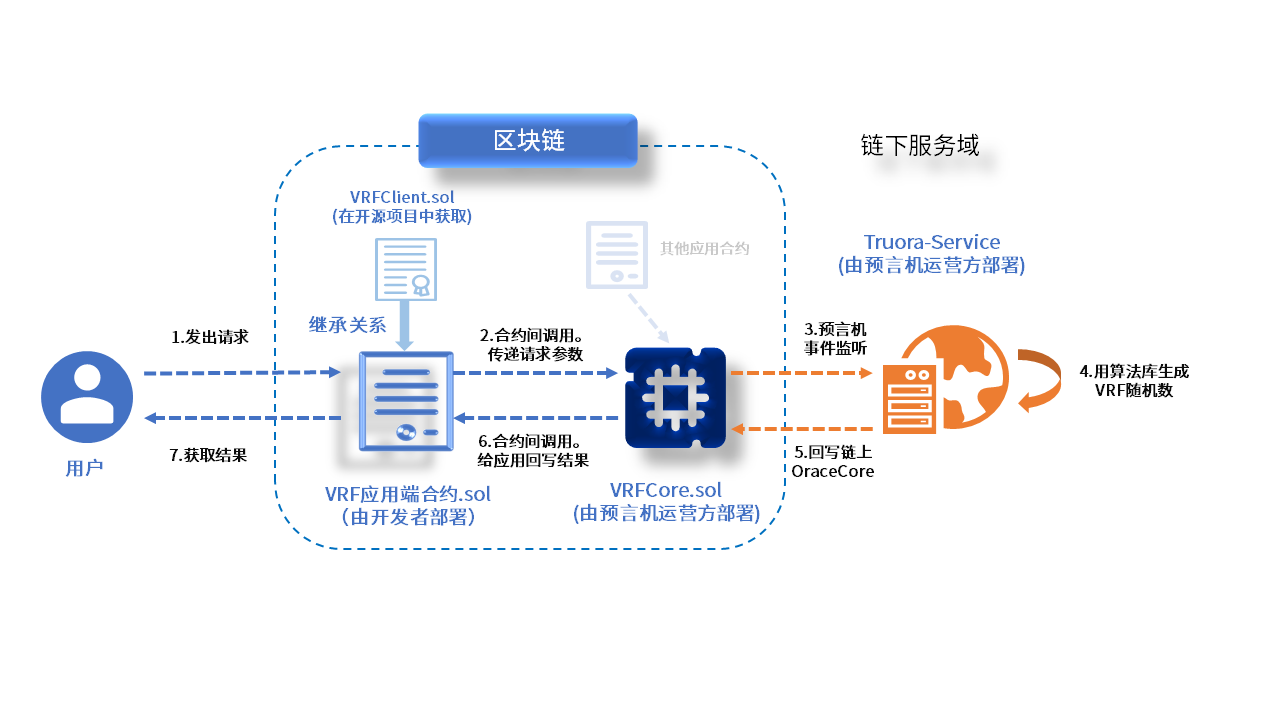 区块链
链下服务域
VRFClient.sol
(在开源项目中获取)
其他应用合约
Truora-Service
(由预言机运营方部署)
继承关系
1.发出请求
2.合约间调用。
传递请求参数
3.预言机
事件监听
4.用算法库生成
VRF随机数
用户
7.获取结果
6.合约间调用。
给应用回写结果
5.回写链上
OraceCore
VRF应用端合约.sol
（由开发者部署）
VRFCore.sol
(由预言机运营方部署)